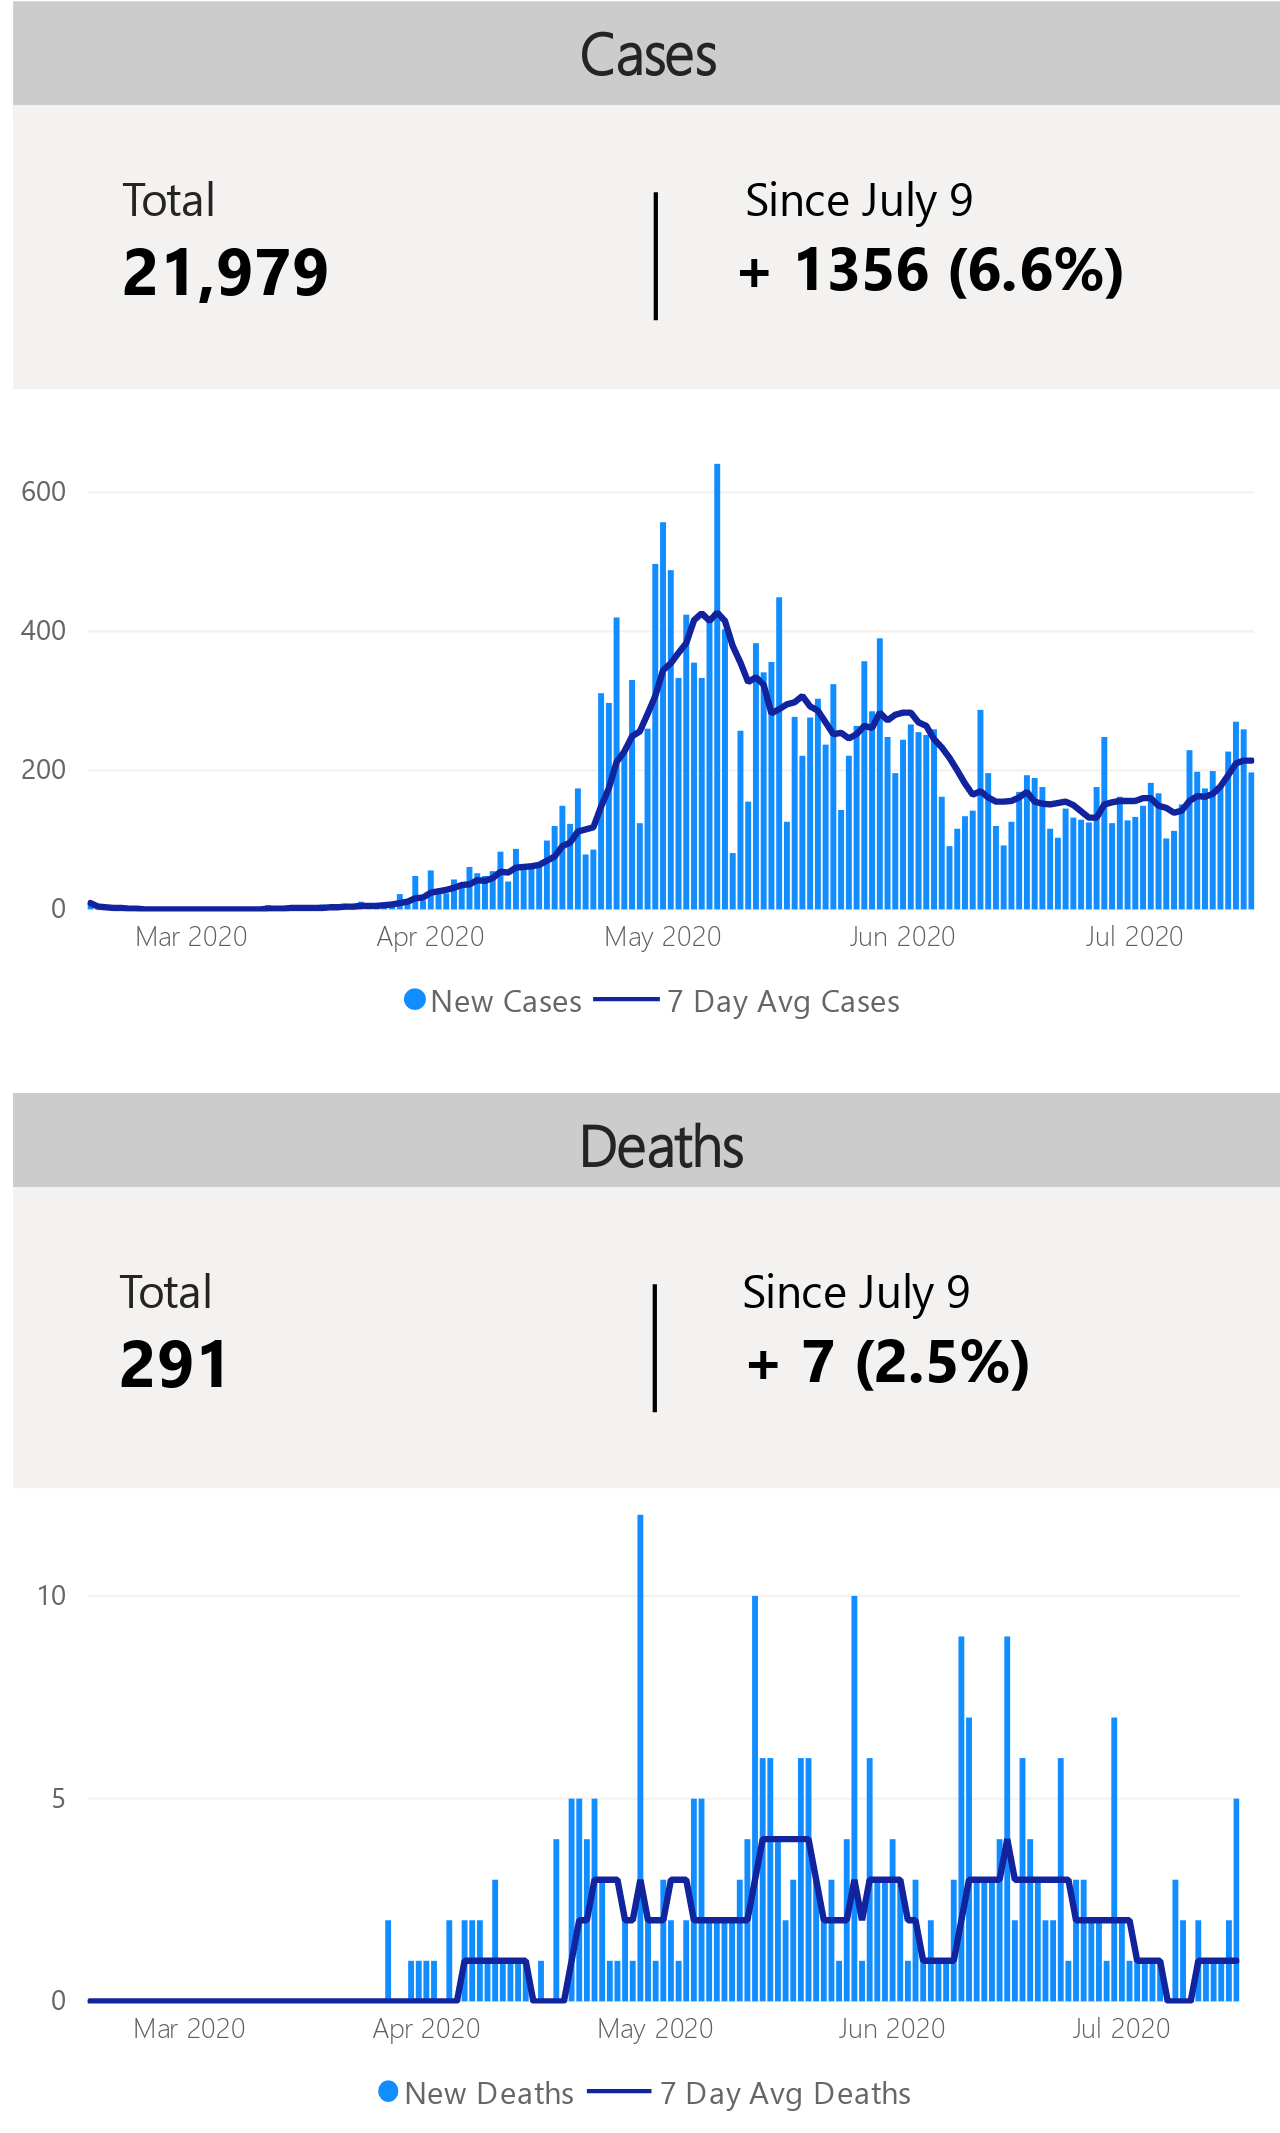 Cases
Total
Since July 9
21,979
+ 1356 (6.6%)
600
400
200
0
Mar 2020
Apr 2020
May 2020
Jun 2020
Jul 2020
New Cases
7 Day Avg Cases
Deaths
Total
Since July 9
291
+ 7 (2.5%)
10
5
0
Mar 2020
Apr 2020
May 2020
Jun 2020
Jul 2020
New Deaths
7 Day Avg Deaths